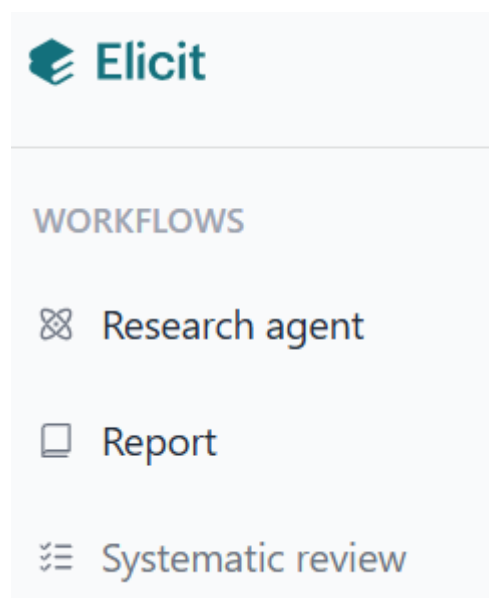 Elicit
WORKFLOWS
Research agent
Report
Systematic review